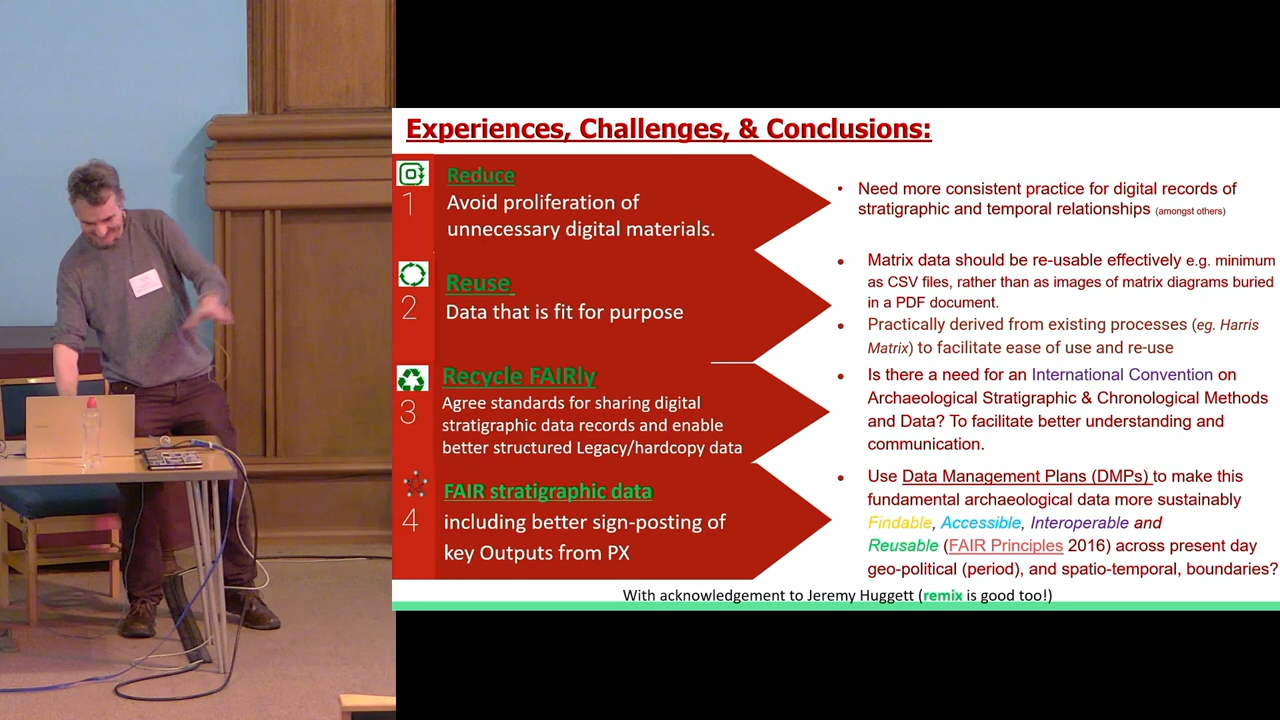 Experiences, Challenges, & Conclusions:
1
Reduce
Avoid proliferation of
unnecessary digital materials.
• Need more consistent practice for digital records of
stratigraphic and temporal relationships (amongst others)
2
Reuse
Data that is fit for purpose
• Matrix data should be re-usable effectively e.g. minimum
as CSV files, rather than as images of matrix diagrams buried
in a PDF document.
• Practically derived from existing processes (eg. Harris
Matrix) to facilitate ease of use and re-use
3
Recycle FAIRly
Agree standards for sharing digital
stratigraphic data records and enable
better structured Legacy/hardcopy data
• Is there a need for an International Convention on
Archaeological Stratigraphic & Chronological Methods
and Data? To facilitate better understanding and
communication.
4
FAIR stratigraphic data
including better sign-posting of
key Outputs from PX
• Use Data Management Plans (DMPs) to make this
fundamental archaeological data more sustainably
Findable, Accessible, Interoperable and
Reusable (FAIR Principles 2016) across present day
geo-political (period), and spatio-temporal, boundaries?
With acknowledgement to Jeremy Huggett (remix is good too!)